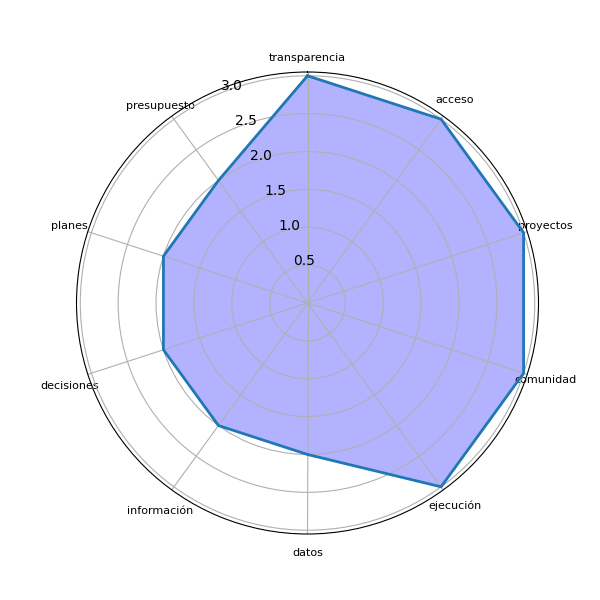 transparencia
3.0
acceso
presupuesto
2.5
2.0
1.5
planes
1.0
proyectos
0.5
comunidad
decisiones
ejecución
información
datos